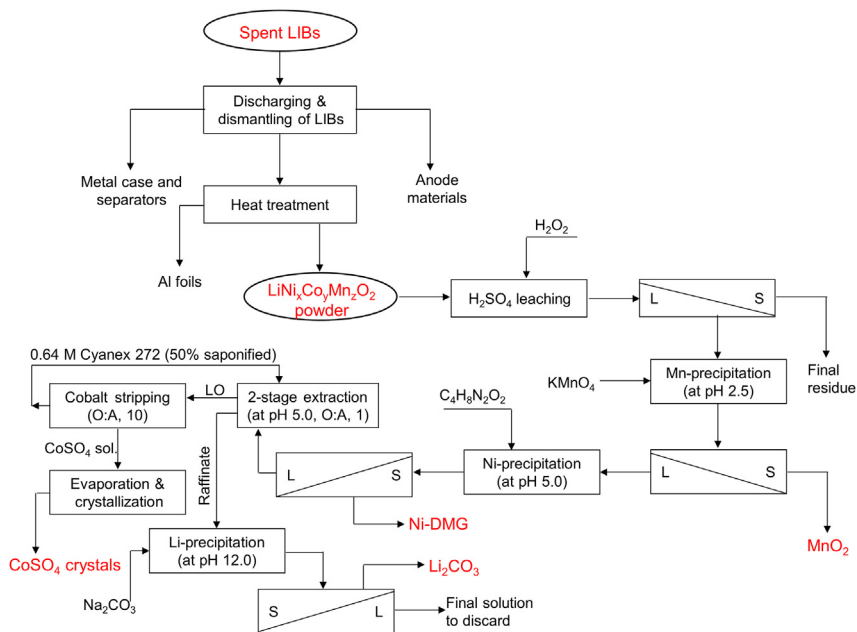 Spent LIBs
Discharging &
dismantling of LIBs
Metal case and
separators
Anode
materials
Heat treatment
Al foils
H₂O₂
LiNiₓCoᵧMn_zO₂
powder
H₂SO₄ leaching
L
S
Final
residue
0.64 M Cyanex 272 (50% saponified)
Cobalt stripping
(O:A, 10)
LO
2-stage extraction
(at pH 5.0, O:A, 1)
C₄H₈N₂O₂
KMnO₄
Mn-precipitation
(at pH 2.5)
CoSO₄ sol.
Raffinate
Evaporation &
crystallization
L
S
Ni-precipitation
(at pH 5.0)
L
S
Ni-DMG
MnO₂
CoSO₄ crystals
Li-precipitation
(at pH 12.0)
Li₂CO₃
Na₂CO₃
S
L
Final solution
to discard